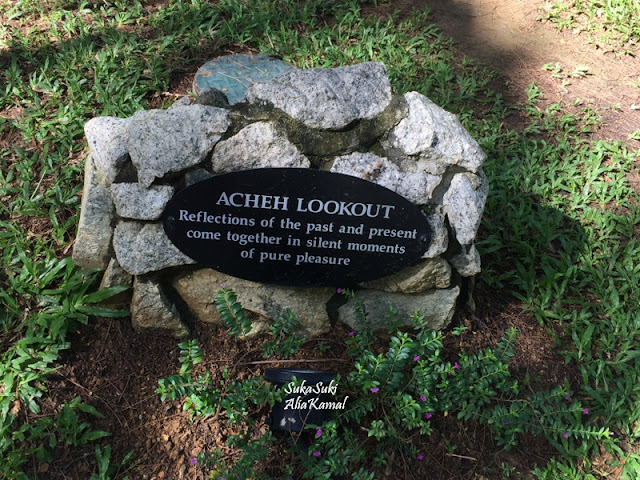 ACHEH LOOKOUT
Reflections of the past and present
come together in silent moments
of pure pleasure
SukaSuki
AliaKamal